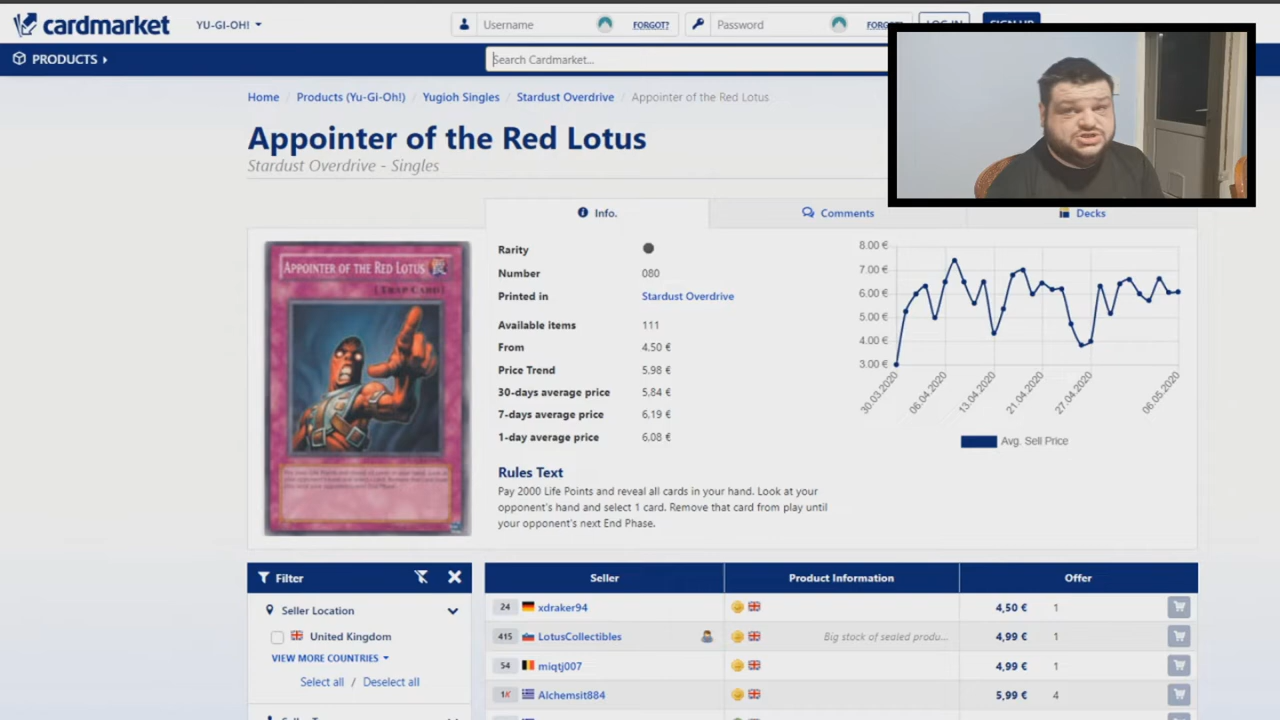 cardmarket
YU-GI-OH!
Username
FORGOT?
Password
PRODUCTS
Search Cardmarket...
Home / Products (Yu-Gi-Oh!) / Yugioh Singles / Stardust Overdrive / Appointer of the Red Lotus
Appointer of the Red Lotus
Stardust Overdrive - Singles
Info.
Comments
Decks
APPOINTER OF THE RED LOTUS
[TRAP CARD]
Rarity
Number 080
Printed in Stardust Overdrive
Available items 111
From 4.50 €
Price Trend 5,98 €
30-days average price 5,84 €
7-days average price 6,19 €
1-day average price 6,08 €
Rules Text
Pay 2000 Life Points and reveal all cards in your hand. Look at your
opponent's hand and select 1 card. Remove that card from play until
your opponent's next End Phase.
8.00 €
7.00 €
6.00 €
5.00 €
4.00 €
3.00 €
30.03.2020
06.04.2020
13.04.2020
21.04.2020
27.04.2020
06.05.2020
Avg. Sell Price
Filter
Seller Location
United Kingdom
VIEW MORE COUNTRIES
Select all / Deselect all
Seller Product Information Offer
24 xdraker94 4,50 € 1
415 LotusCollectibles Big stock of sealed produ... 4,99 € 1
54 miqtj007 4,99 € 1
1K Alchemsit884 5,99 € 4